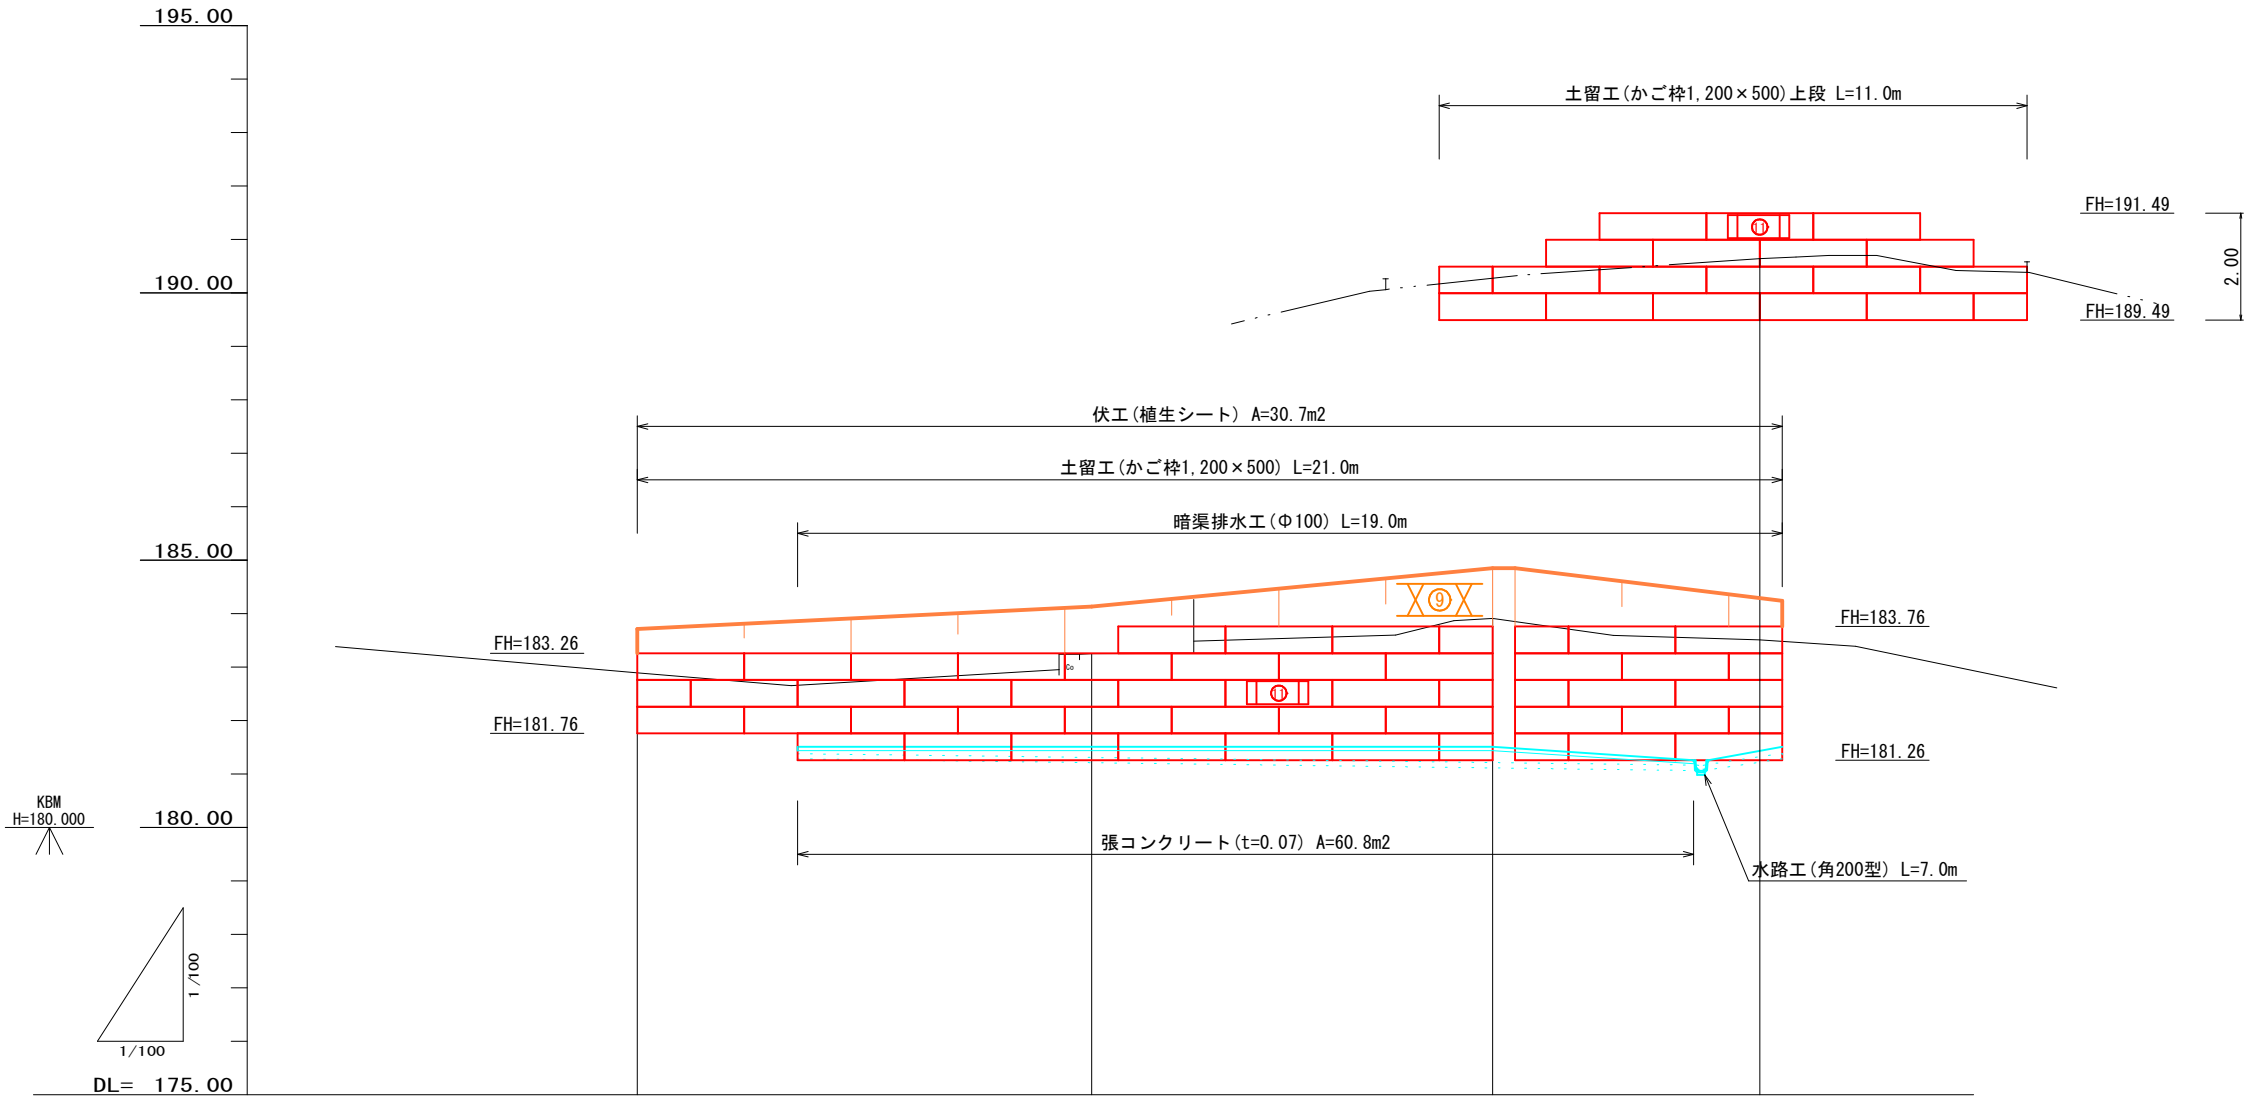 195.00
土留工(かご枠1,200×500)上段 L=11.0m
FH=191.49
11
190.00
2.00
FH=189.49
伏工(植生シート) A=30.7m2
土留工(かご枠1,200×500) L=21.0m
暗渠排水工(Φ100) L=19.0m
185.00
9
FH=183.26
FH=183.76
Co
11
FH=181.76
FH=181.26
KBM
H=180.000
180.00
張コンクリート(t=0.07) A=60.8m2
水路工(角200型) L=7.0m
1/100
1/100
DL= 175.00